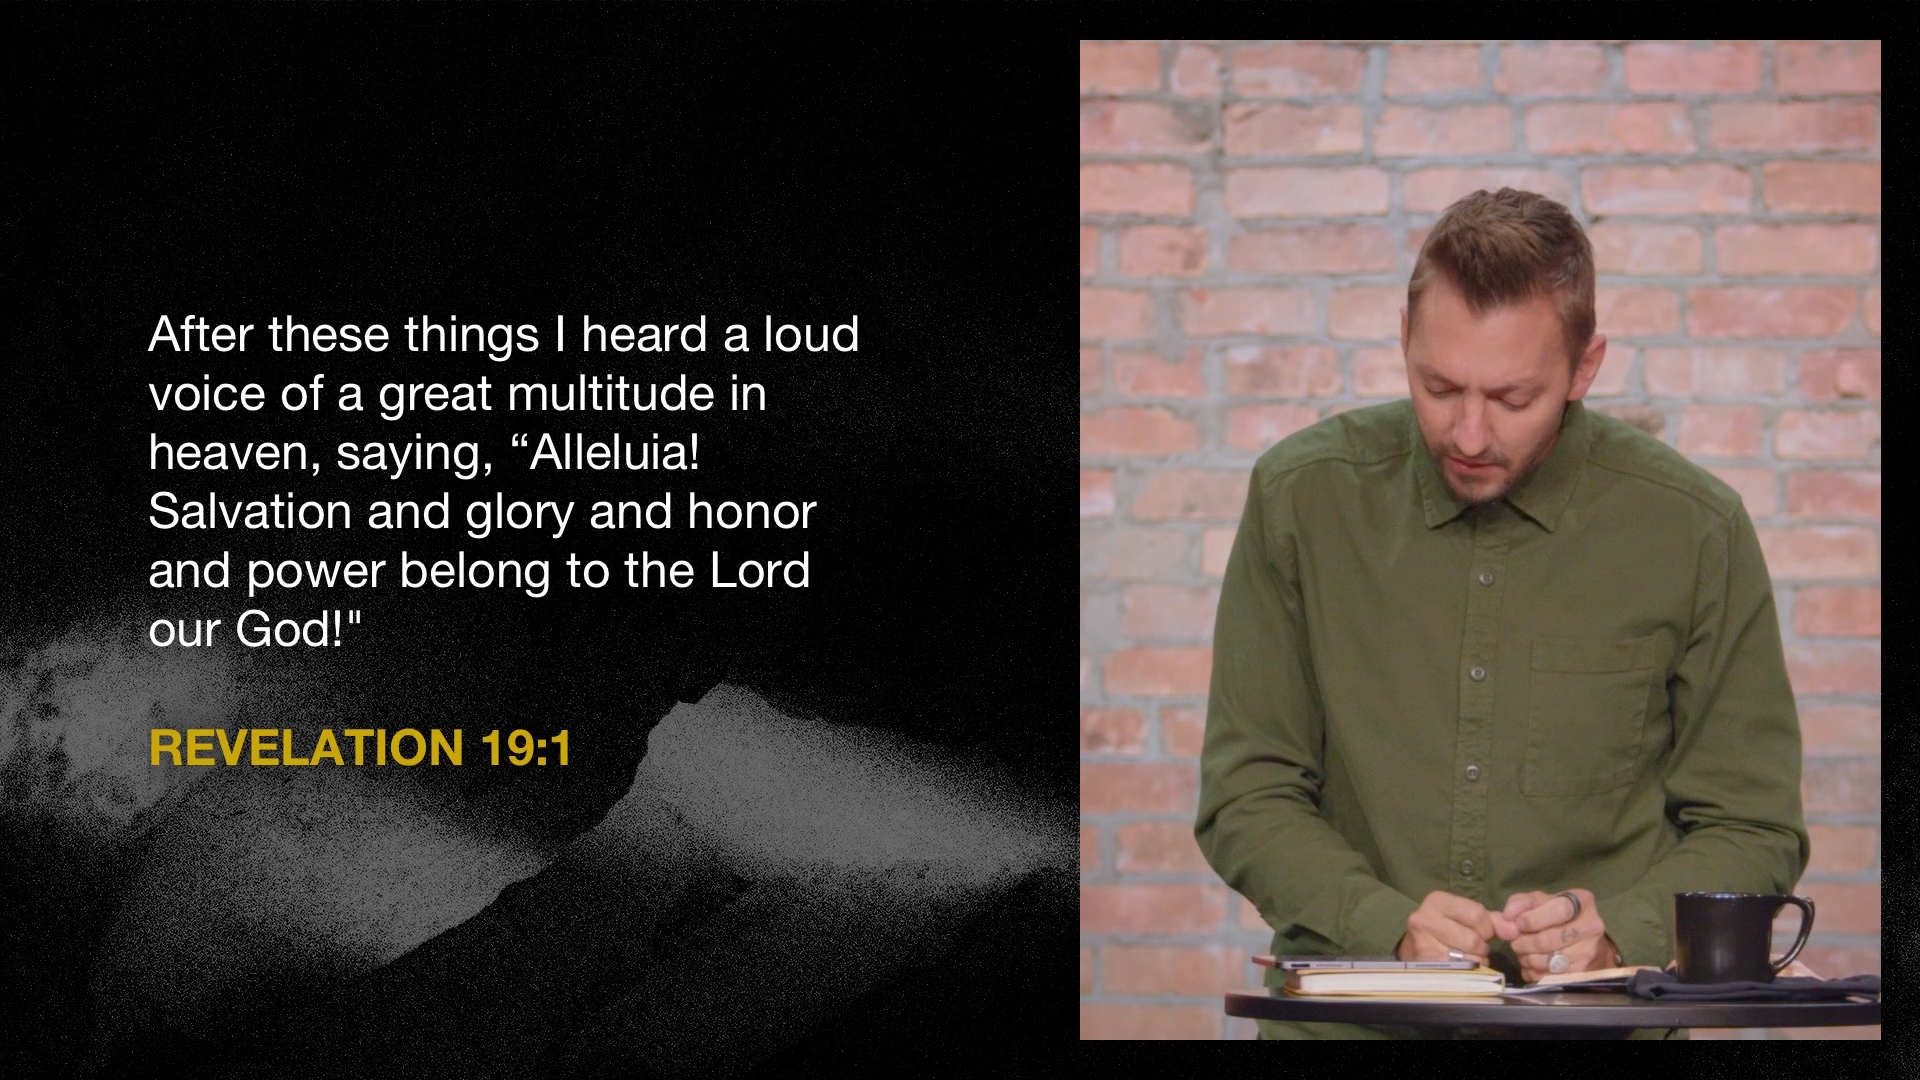 After these things I heard a loud
voice of a great multitude in
heaven, saying, “Alleluia!
Salvation and glory and honor
and power belong to the Lord
our God!"
REVELATION 19:1